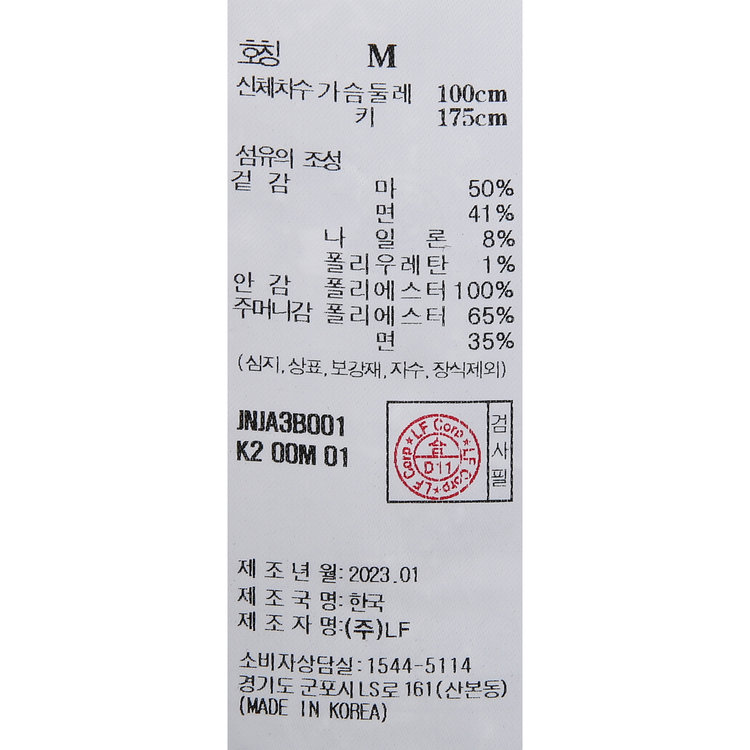 호칭 M
신체치수 가슴둘레 100cm
키 175cm
섬유의 조성
겉 감 마 50%
면 41%
나 일 론 8%
폴리우레탄 1%
안 감 폴리에스터 100%
주머니감 폴리에스터 65%
면 35%
(심지,상표,보강재,자수,장식제외)
JNJA3B001
K2 00M 01
LF Corp★LF Corp★LF Corp★
D11
검사필
제 조 년 월: 2023.01
제 조 국 명: 한국
제 조 자 명:(주)LF
소비자상담실:1544-5114
경기도 군포시 LS로 161(산본동)
(MADE IN KOREA)